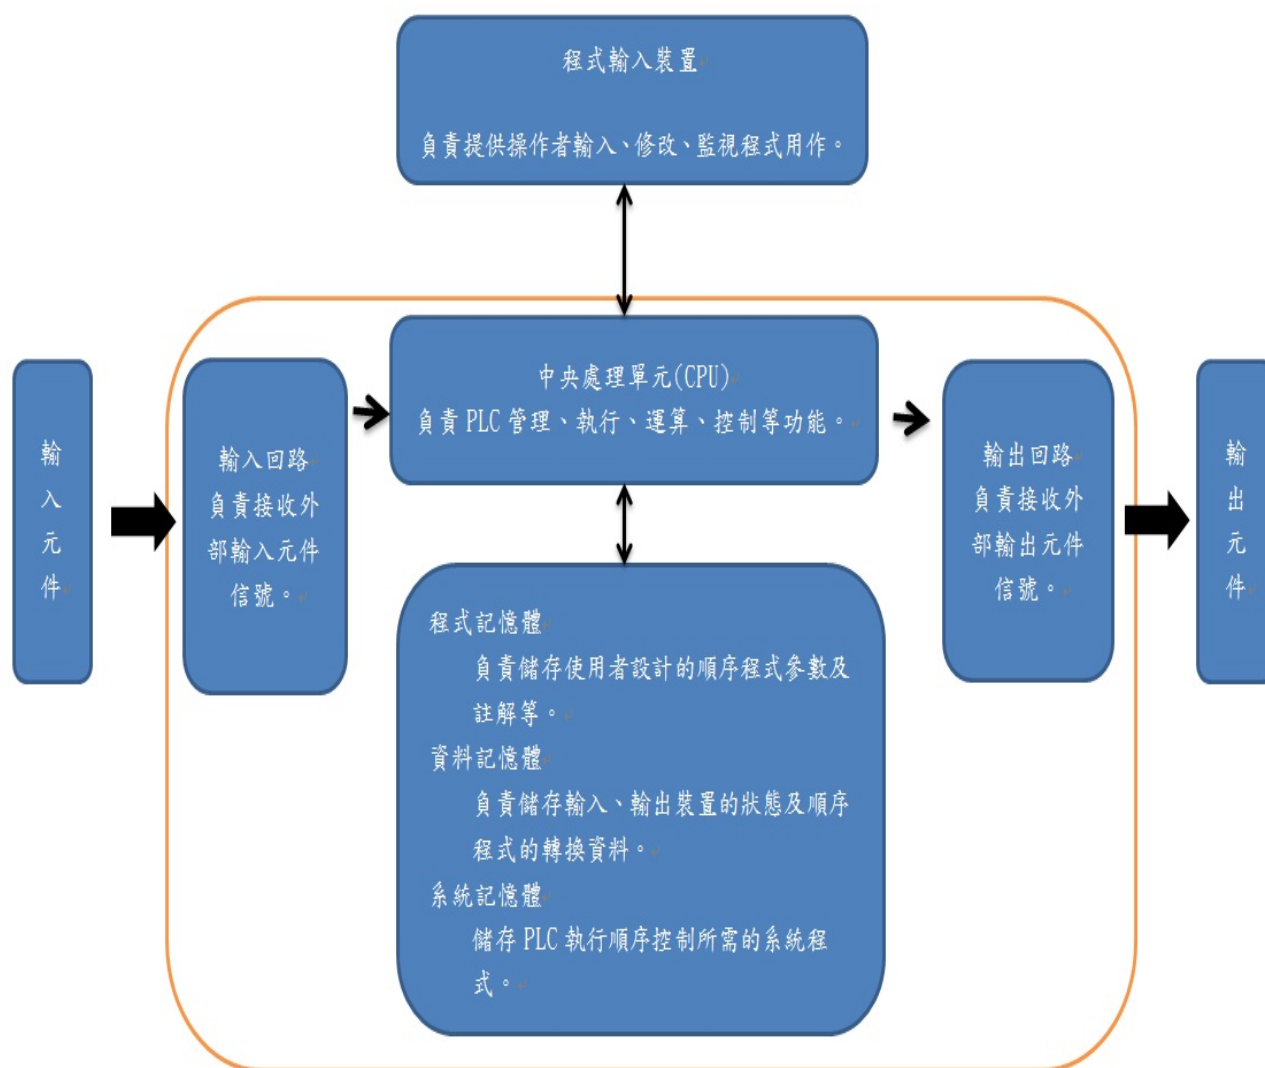 程式輸入裝置
負責提供操作者輸入、修改、監視程式用作。
中央處理單元(CPU)
負責 PLC 管理、執行、運算、控制等功能。
輸
入
元
件
輸入回路
負責接收外
部輸入元件
信號。
輸出回路
負責接收外
部輸出元件
信號。
輸
出
元
件
程式記憶體
負責儲存使用者設計的順序程式參數及
註解等。
資料記憶體
負責儲存輸入、輸出裝置的狀態及順序
程式的轉換資料。
系統記憶體
儲存 PLC 執行順序控制所需的系統程
式。